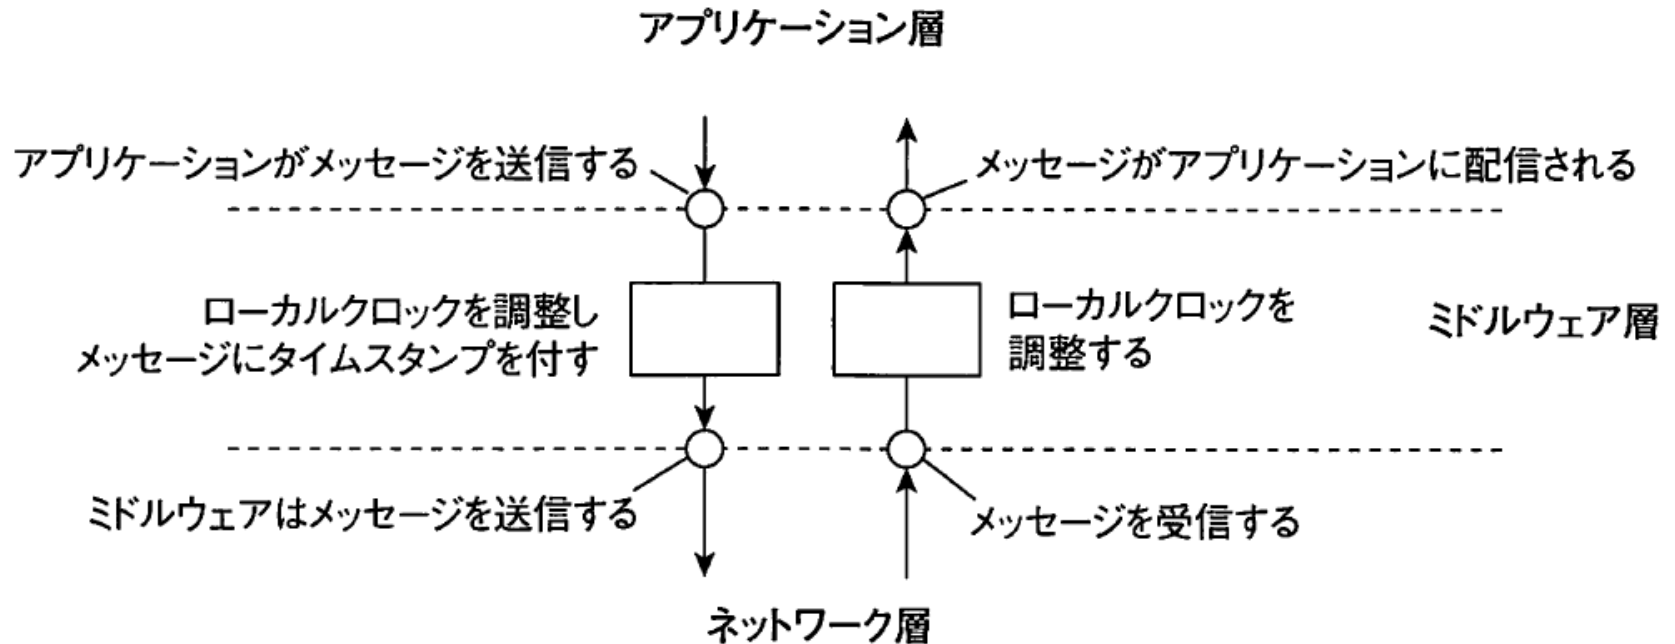 アプリケーション層
アプリケーションがメッセージを送信する
メッセージがアプリケーションに配信される
ローカルクロックを調整し
メッセージにタイムスタンプを付す
ローカルクロックを
調整する
ミドルウェア層
ミドルウェアはメッセージを送信する
メッセージを受信する
ネットワーク層